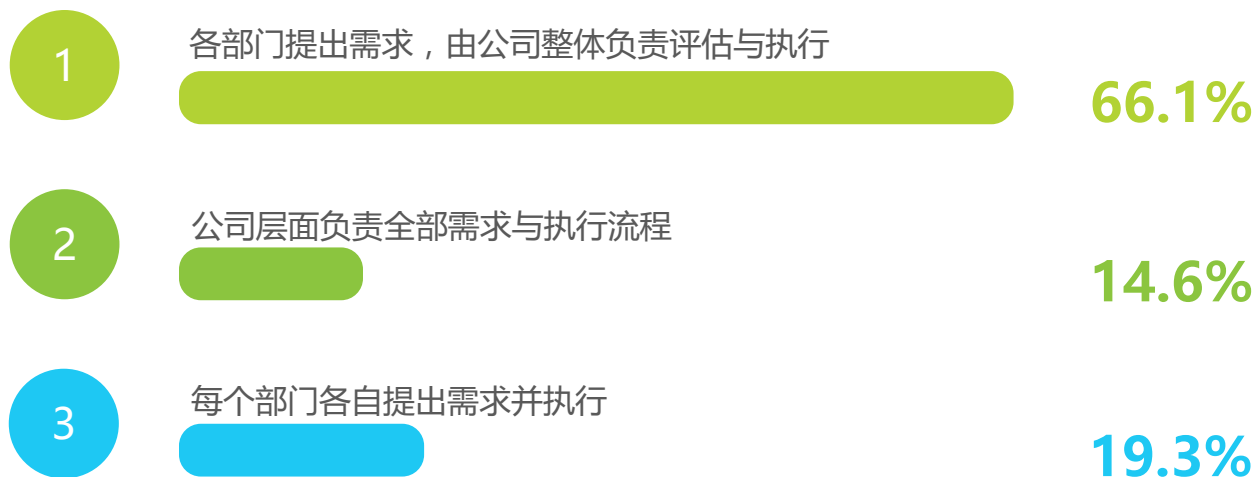 1
各部门提出需求，由公司整体负责评估与执行
66.1%
2
公司层面负责全部需求与执行流程
14.6%
3
每个部门各自提出需求并执行
19.3%